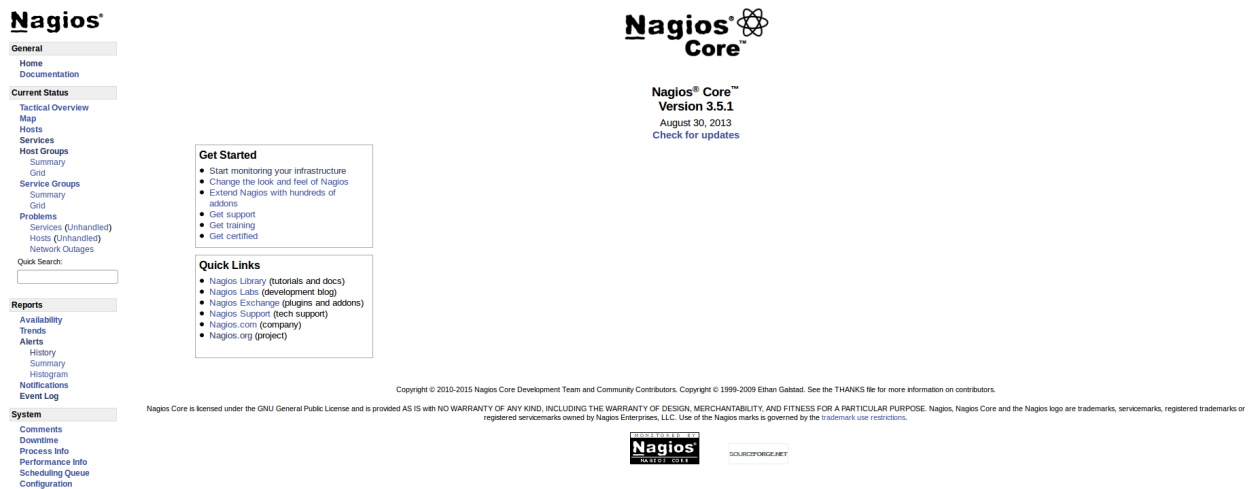 Nagios®
General
Home
Documentation
Current Status
Tactical Overview
Map
Hosts
Services
Host Groups
Summary
Grid
Service Groups
Summary
Grid
Problems
Services (Unhandled)
Hosts (Unhandled)
Network Outages
Quick Search:
Reports
Availability
Trends
Alerts
History
Summary
Histogram
Notifications
Event Log
System
Comments
Downtime
Process Info
Performance Info
Scheduling Queue
Configuration
Nagios®
Core™
Nagios® Core™
Version 3.5.1
August 30, 2013
Check for updates
Get Started
• Start monitoring your infrastructure
• Change the look and feel of Nagios
• Extend Nagios with hundreds of
addons
• Get support
• Get training
• Get certified
Quick Links
• Nagios Library (tutorials and docs)
• Nagios Labs (development blog)
• Nagios Exchange (plugins and addons)
• Nagios Support (tech support)
• Nagios.com (company)
• Nagios.org (project)
Copyright © 2010-2015 Nagios Core Development Team and Community Contributors. Copyright © 1999-2009 Ethan Galstad. See the THANKS file for more information on contributors.
Nagios Core is licensed under the GNU General Public License and is provided AS IS with NO WARRANTY OF ANY KIND, INCLUDING THE WARRANTY OF DESIGN, MERCHANTABILITY, AND FITNESS FOR A PARTICULAR PURPOSE. Nagios, Nagios Core and the Nagios logo are trademarks, servicemarks, registered trademarks or
registered servicemarks owned by Nagios Enterprises, LLC. Use of the Nagios marks is governed by the trademark use restrictions.
MONITORED BY
Nagios®
NAGIOS CORE
SOURCEFORGE.NET